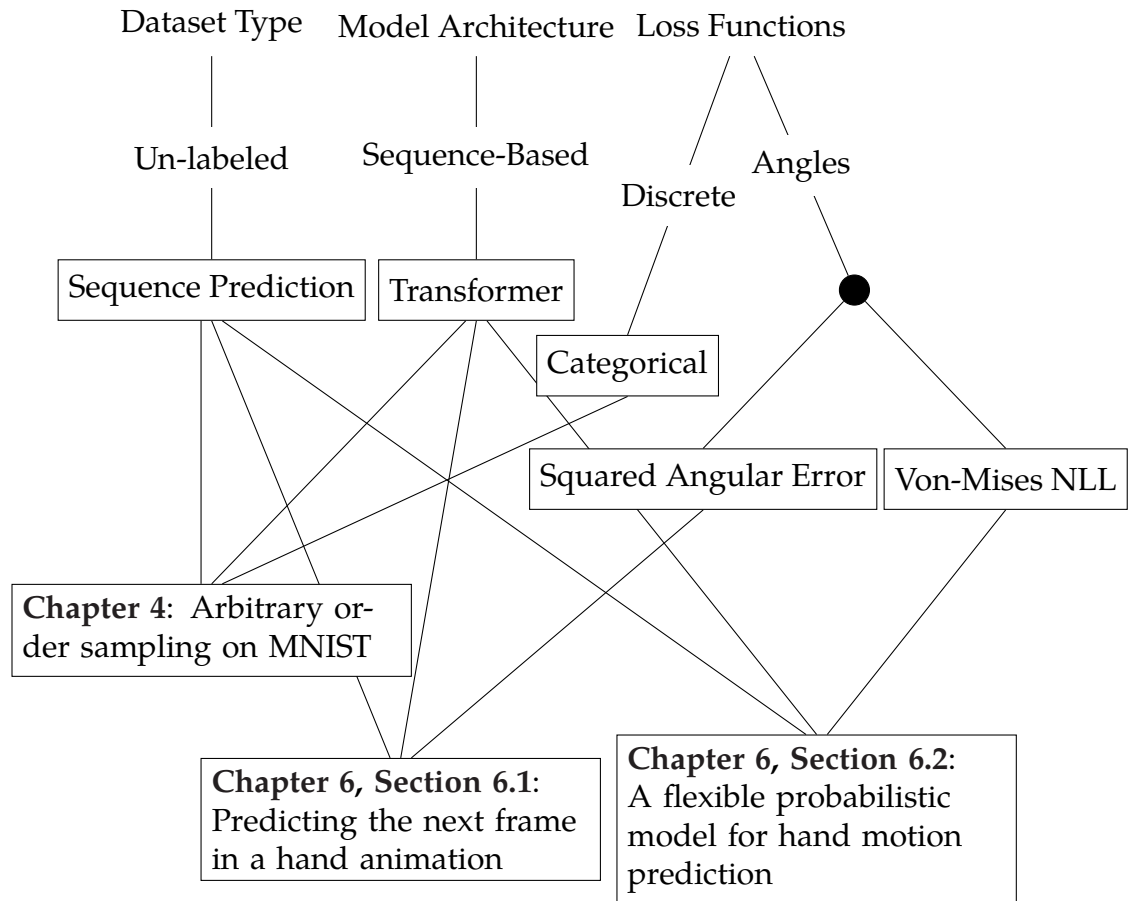 Dataset Type
Model Architecture
Loss Functions
Un-labeled
Sequence-Based
Angles
Discrete
Sequence Prediction
Transformer
Categorical
Squared Angular Error
Von-Mises NLL
Chapter 4: Arbitrary or-
der sampling on MNIST
Chapter 6, Section 6.1:
Predicting the next frame
in a hand animation
Chapter 6, Section 6.2:
A flexible probabilistic
model for hand motion
prediction